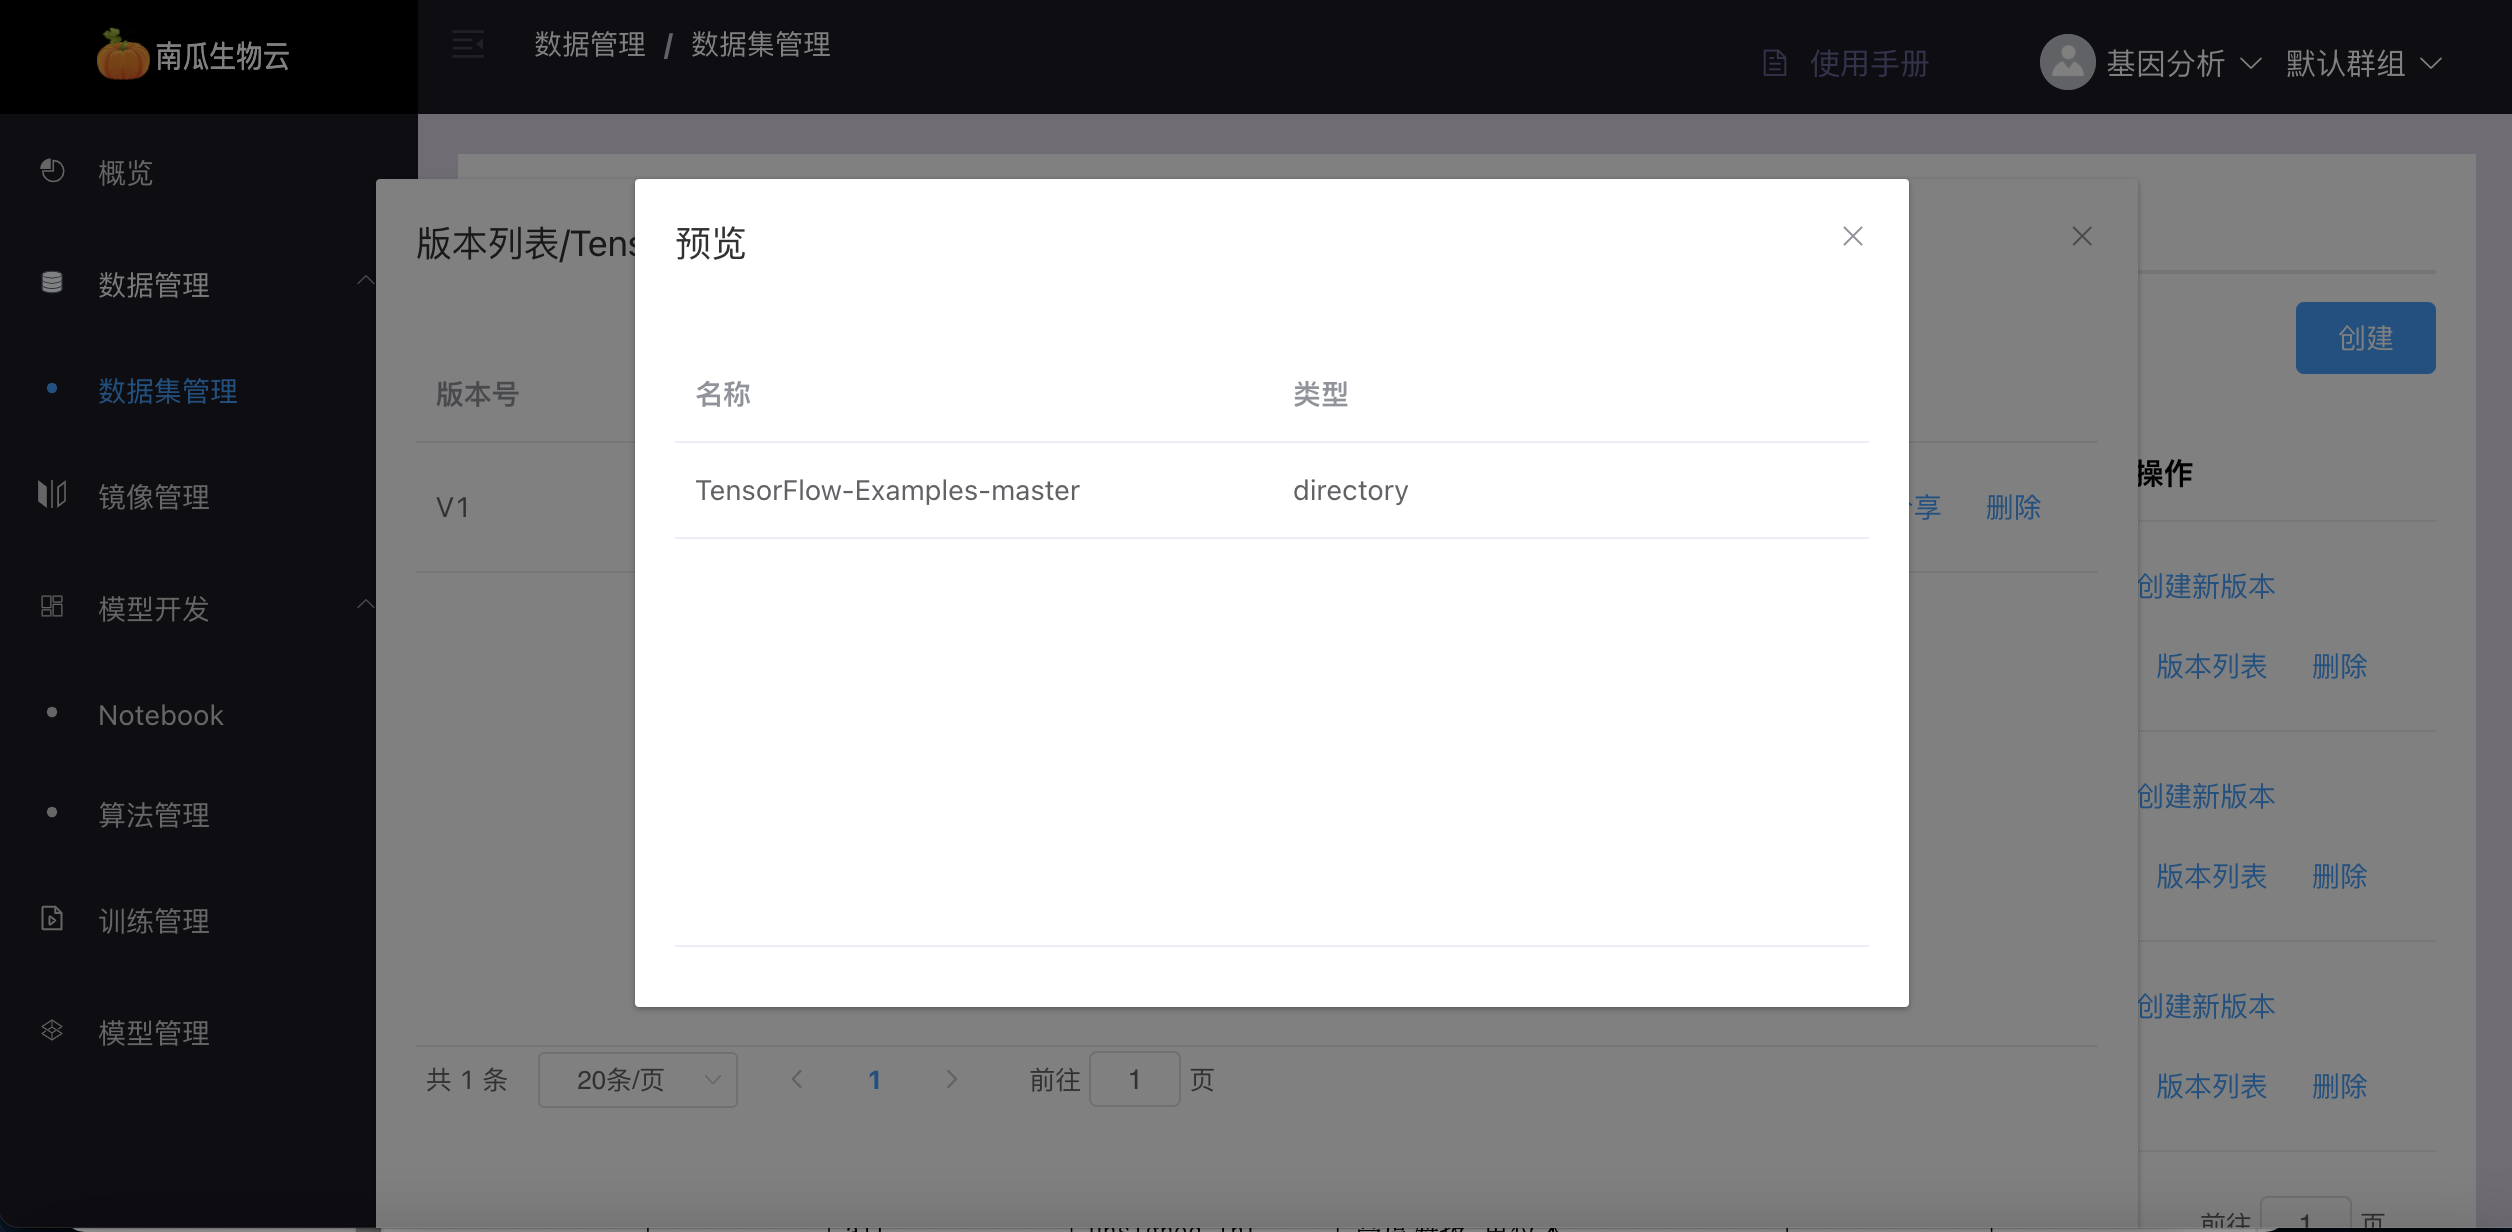 南瓜生物云
数据管理 / 数据集管理
使用手册
基因分析
默认群组
概览
数据管理
数据集管理
镜像管理
模型开发
Notebook
算法管理
训练管理
模型管理
版本列表/Tens
版本号
V1
享
删除
共 1 条
20条/页
1
前往 1 页
预览
名称 类型
TensorFlow-Examples-master directory
创建
操作
创建新版本
版本列表 删除
创建新版本
版本列表 删除
创建新版本
版本列表 删除
前往 1 页